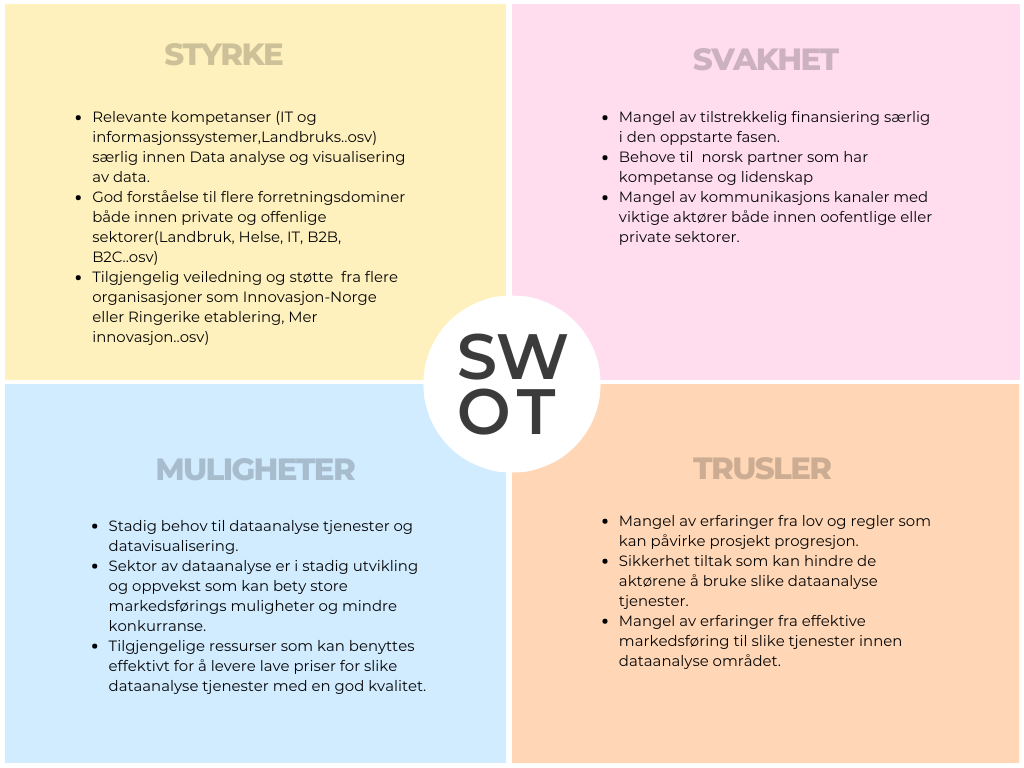 STYRKE
• Relevante kompetanser (IT og
informasjonssystemer,Landbruks..osv)
særlig innen Data analyse og visualisering
av data.
• God forståelse til flere forretningsdominer
både innen private og offenlige
sektorer(Landbruk, Helse, IT, B2B,
B2C..osv)
• Tilgjengelig veiledning og støtte  fra flere
organisasjoner som Innovasjon-Norge
eller Ringerike etablering, Mer
innovasjon..osv)
SVAKHET
• Mangel av tilstrekkelig finansiering særlig
i den oppstarte fasen.
• Behove til  norsk partner som har
kompetanse og lidenskap
• Mangel av kommunikasjons kanaler med
viktige aktører både innen oofentlige eller
private sektorer.
SW
OT
MULIGHETER
• Stadig behov til dataanalyse tjenester og
datavisualisering.
• Sektor av dataanalyse er i stadig utvikling
og oppvekst som kan bety store
markedsførings muligheter og mindre
konkurranse.
• Tilgjengelige ressurser som kan benyttes
effektivt for å levere lave priser for slike
dataanalyse tjenester med en god kvalitet.
TRUSLER
• Mangel av erfaringer fra lov og regler som
kan påvirke prosjekt progresjon.
• Sikkerhet tiltak som kan hindre de
aktørene å bruke slike dataanalyse
tjenester.
• Mangel av erfaringer fra effektive
markedsføring til slike tjenester innen
dataanalyse området.